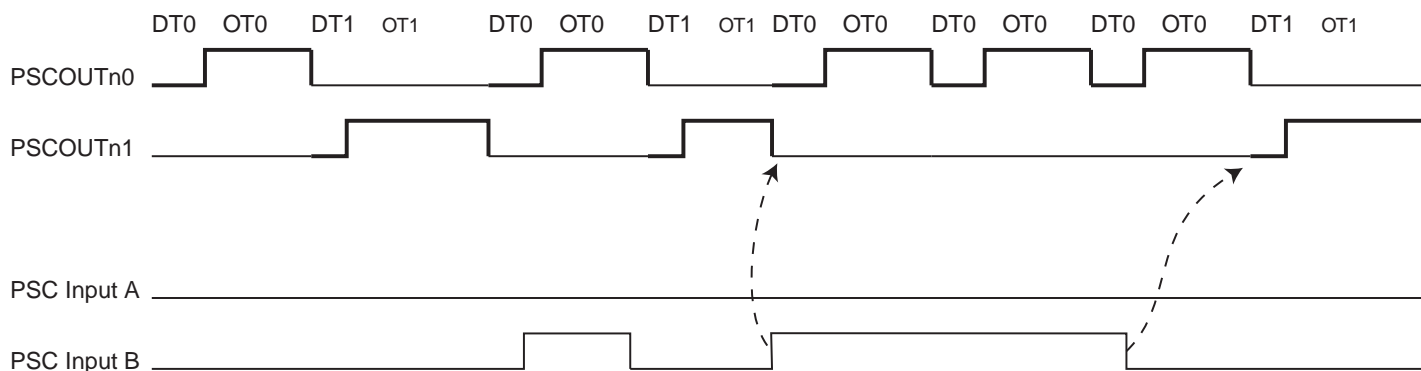 DT0 OT0 DT1 OT1 DT0 OT0 DT1 OT1 DT0 OT0 DT0 OT0 DT0 OT0 DT1 OT1
PSCOUTn0
PSCOUTn1
PSC Input A
PSC Input B